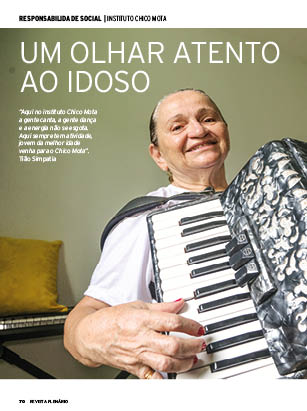 RESPONSABILIDA DE SOCIAL | INSTITUTO CHICO MOTA
UM OLHAR ATENTO
AO IDOSO
"Aqui no instituto Chico Mota
a gente canta, a gente dança
e a energia não se esgota.
Aqui sempre tem atividade,
jovem da melhor idade
venha para o Chico Mota".
Tião Simpatia
70 REVISTA PLENÁRIO